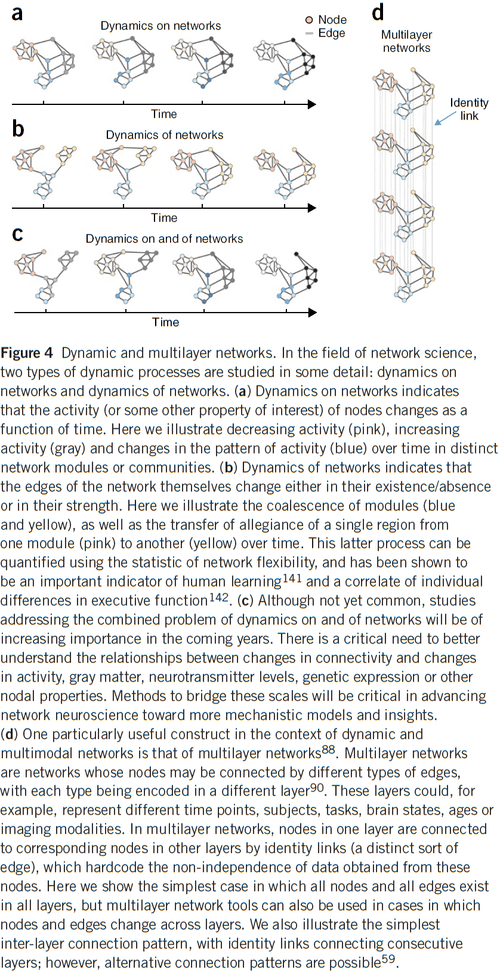 a
Dynamics on networks
Node
Edge
Time
b
Dynamics of networks
Time
c
Dynamics on and of networks
Time
d
Multilayer
networks
Identity
link
Figure 4 Dynamic and multilayer networks. In the field of network science,
two types of dynamic processes are studied in some detail: dynamics on
networks and dynamics of networks. (a) Dynamics on networks indicates
that the activity (or some other property of interest) of nodes changes as a
function of time. Here we illustrate decreasing activity (pink), increasing
activity (gray) and changes in the pattern of activity (blue) over time in distinct
network modules or communities. (b) Dynamics of networks indicates that
the edges of the network themselves change either in their existence/absence
or in their strength. Here we illustrate the coalescence of modules (blue
and yellow), as well as the transfer of allegiance of a single region from
one module (pink) to another (yellow) over time. This latter process can be
quantified using the statistic of network flexibility, and has been shown to
be an important indicator of human learning141 and a correlate of individual
differences in executive function142. (c) Although not yet common, studies
addressing the combined problem of dynamics on and of networks will be of
increasing importance in the coming years. There is a critical need to better
understand the relationships between changes in connectivity and changes
in activity, gray matter, neurotransmitter levels, genetic expression or other
nodal properties. Methods to bridge these scales will be critical in advancing
network neuroscience toward more mechanistic models and insights.
(d) One particularly useful construct in the context of dynamic and
multimodal networks is that of multilayer networks88. Multilayer networks
are networks whose nodes may be connected by different types of edges,
with each type being encoded in a different layer90. These layers could, for
example, represent different time points, subjects, tasks, brain states, ages or
imaging modalities. In multilayer networks, nodes in one layer are connected
to corresponding nodes in other layers by identity links (a distinct sort of
edge), which hardcode the non-independence of data obtained from these
nodes. Here we show the simplest case in which all nodes and all edges exist
in all layers, but multilayer network tools can also be used in cases in which
nodes and edges change across layers. We also illustrate the simplest
inter-layer connection pattern, with identity links connecting consecutive
layers; however, alternative connection patterns are possible59.